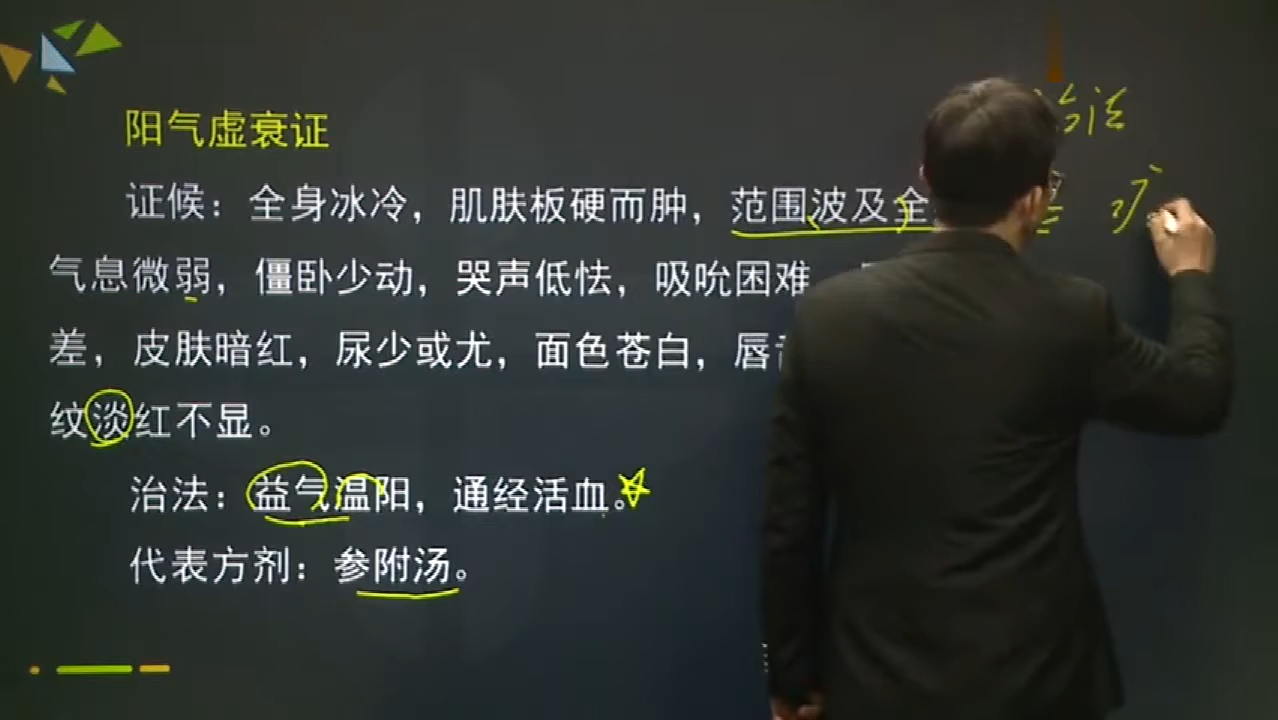 阳气虚衰证
治法
证候：全身冰冷，肌肤板硬而肿，范围波及全
气息微弱，僵卧少动，哭声低怯，吸吮困难
差，皮肤暗红，尿少或尤，面色苍白，唇
纹淡红不显。
治法：益气温阳，通经活血。
代表方剂：参附汤。